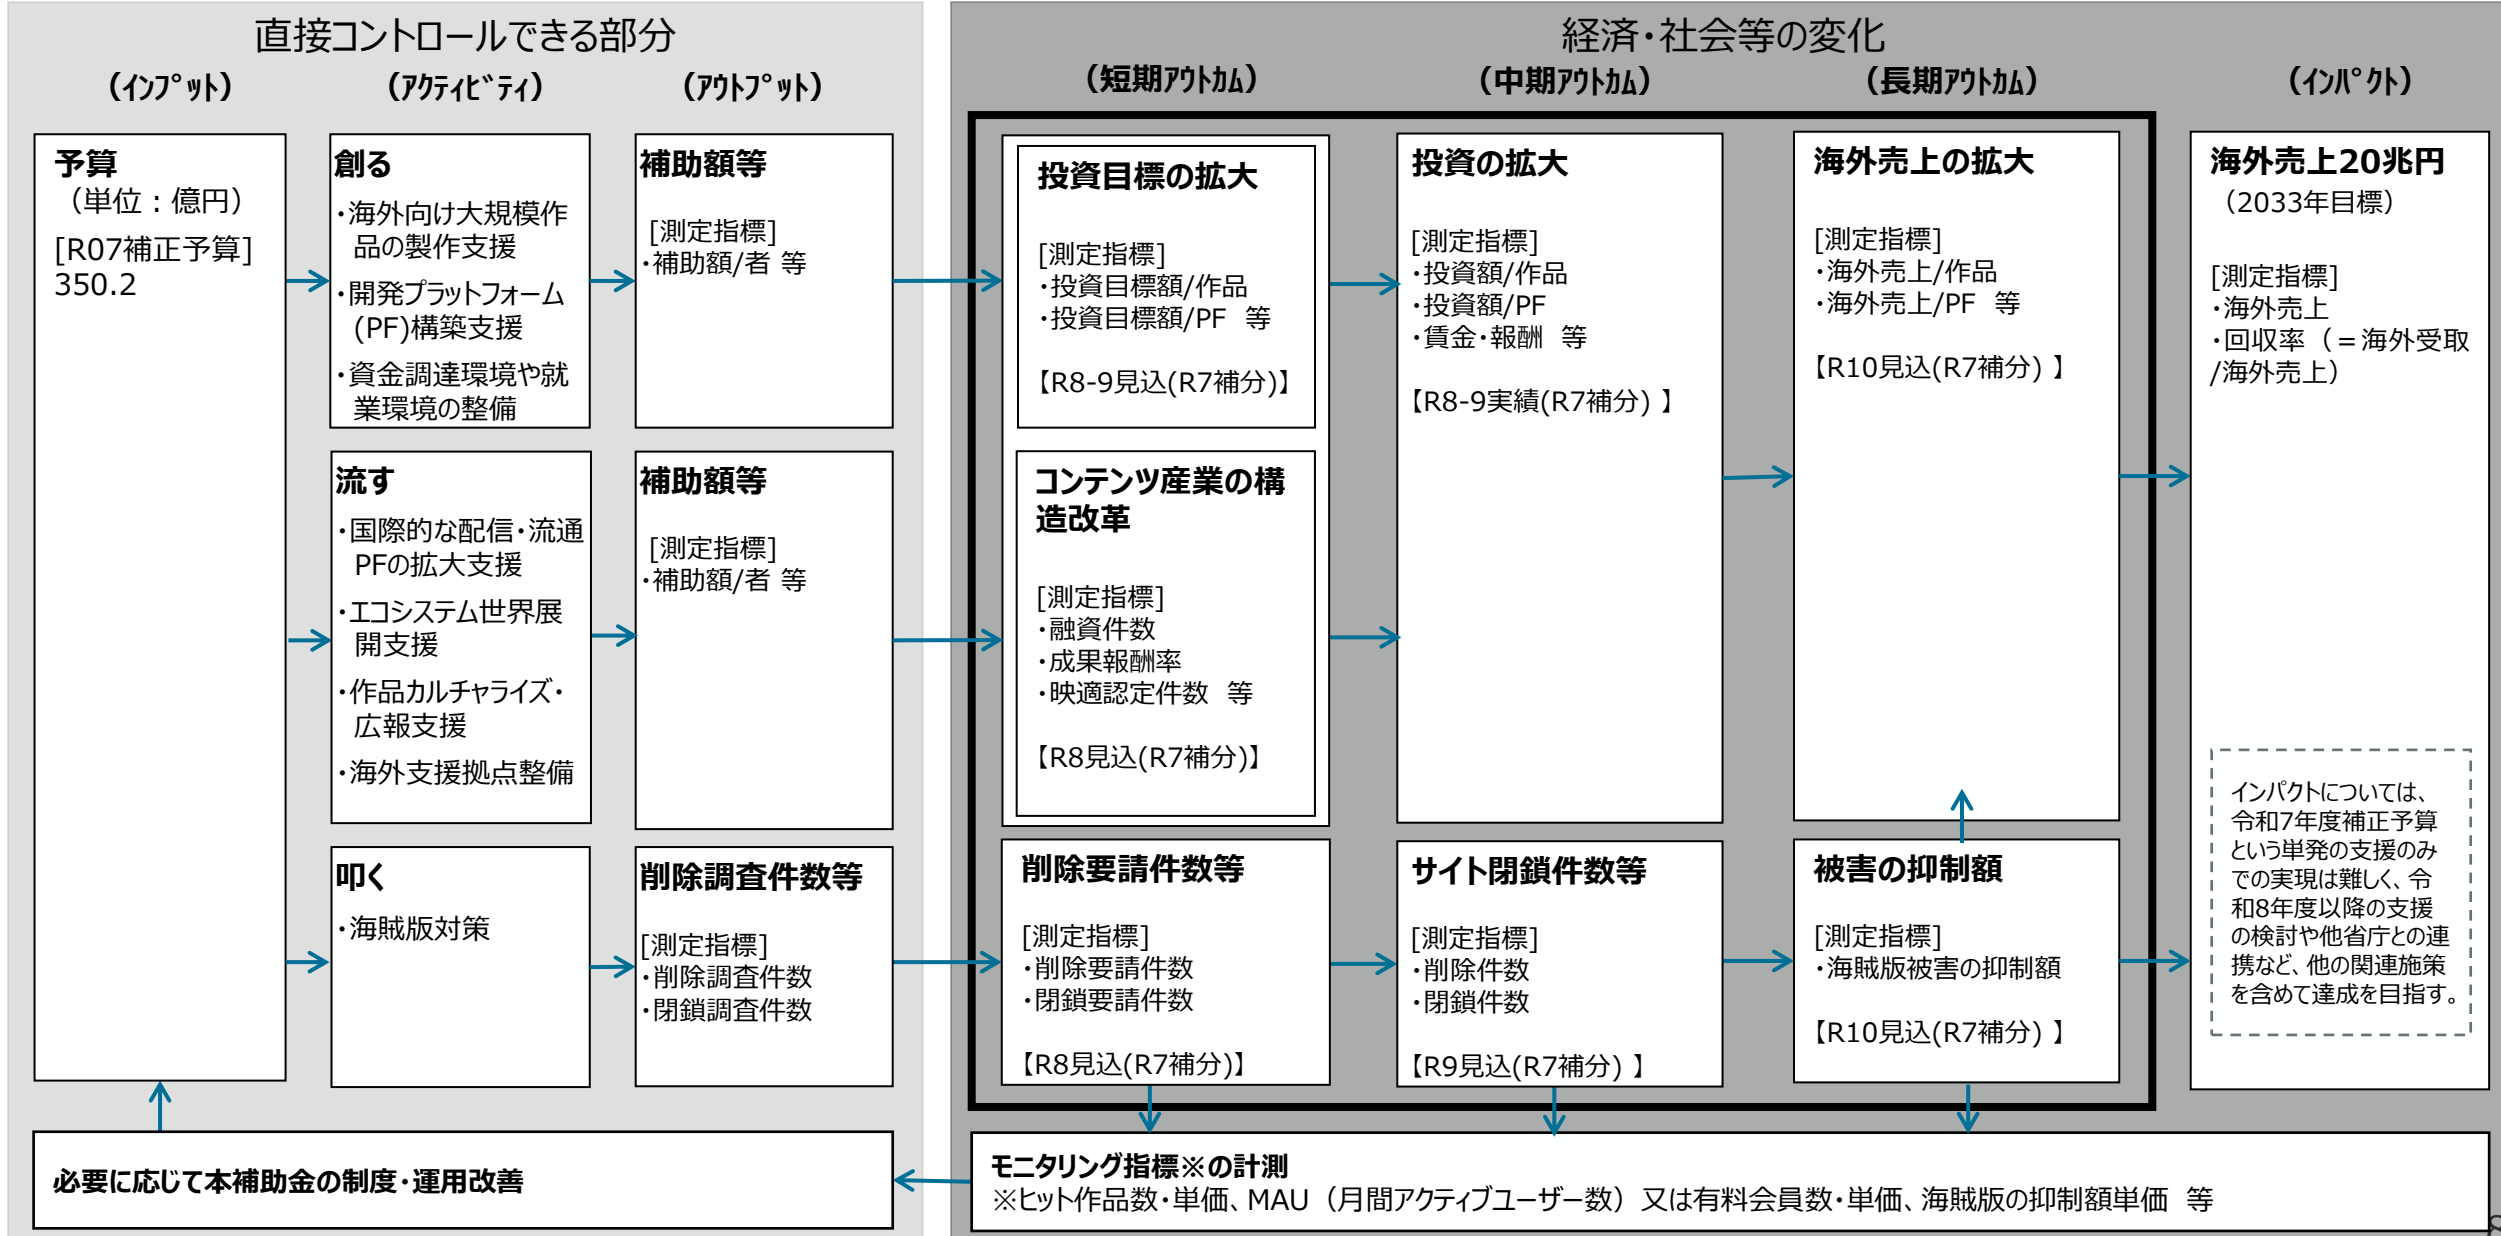 直接コントロールできる部分
経済・社会等の変化
（ｲﾝﾌﾟｯﾄ）
（ｱｸﾃｨﾋﾞﾃｨ）
（ｱｳﾄﾌﾟｯﾄ）
（短期ｱｳﾄｶﾑ）
（中期ｱｳﾄｶﾑ）
（長期ｱｳﾄｶﾑ）
（ｲﾝﾊﾟｸﾄ）
予算
（単位：億円）
[R07補正予算]
350.2
創る
・海外向け大規模作
品の製作支援
・開発プラットフォーム
(PF)構築支援
・資金調達環境や就
業環境の整備
補助額等
[測定指標]
・補助額/者 等
投資目標の拡大
[測定指標]
・投資目標額/作品
・投資目標額/PF 等
【R8-9見込(R7補分)】
投資の拡大
[測定指標]
・投資額/作品
・投資額/PF
・賃金・報酬 等
【R8-9実績(R7補分) 】
海外売上の拡大
[測定指標]
・海外売上/作品
・海外売上/PF 等
【R10見込(R7補分) 】
海外売上20兆円
（2033年目標）
[測定指標]
・海外売上
・回収率（＝海外受取
/海外売上）
流す
・国際的な配信・流通
PFの拡大支援
・エコシステム世界展
開支援
・作品カルチャライズ・
広報支援
・海外支援拠点整備
補助額等
[測定指標]
・補助額/者 等
コンテンツ産業の構
造改革
[測定指標]
・融資件数
・成果報酬率
・映適認定件数 等
【R8見込(R7補分)】
叩く
・海賊版対策
削除調査件数等
[測定指標]
・削除調査件数
・閉鎖調査件数
削除要請件数等
[測定指標]
・削除要請件数
・閉鎖要請件数
【R8見込(R7補分)】
サイト閉鎖件数等
[測定指標]
・削除件数
・閉鎖件数
【R9見込(R7補分) 】
被害の抑制額
[測定指標]
・海賊版被害の抑制額
【R10見込(R7補分) 】
インパクトについては、
令和7年度補正予算
という単発の支援のみ
での実現は難しく、令
和8年度以降の支援
の検討や他省庁との連
携など、他の関連施策
を含めて達成を目指す。
必要に応じて本補助金の制度・運用改善
モニタリング指標※の計測
※ヒット作品数・単価、MAU（月間アクティブユーザー数）又は有料会員数・単価、海賊版の抑制額単価 等